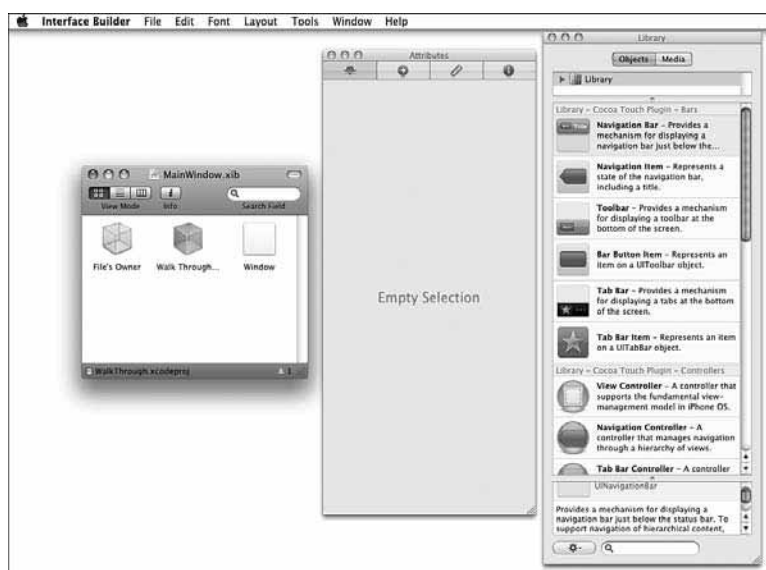 Interface Builder File Edit Font Layout Tools Window Help
MainWindow.xib
View Mode Info Search Field
File's Owner Walk Through... Window
WalkThrough.xcodeproj 1
Attributes
Empty Selection
Library
Objects Media
Library
Library - Cocoa Touch Plugin - Bars
Navigation Bar - Provides a
mechanism for displaying a
navigation bar just below the...
Navigation Item - Represents a
state of the navigation bar,
including a title.
Toolbar - Provides a mechanism
for displaying a toolbar at the
bottom of the screen.
Bar Button Item - Represents an
item on a UIToolbar object.
Tab Bar - Provides a mechanism
for displaying a tabs at the bottom
of the screen.
Tab Bar Item - Represents an item
on a UITabBar object.
Library - Cocoa Touch Plugin - Controllers
View Controller - A controller that
supports the fundamental view-
management model in iPhone OS.
Navigation Controller - A
controller that manages navigation
through a hierarchy of views.
Tab Bar Controller - A controller
UINavigationBar
Provides a mechanism for displaying a
navigation bar just below the status bar. To
support navigation of hierarchical content,